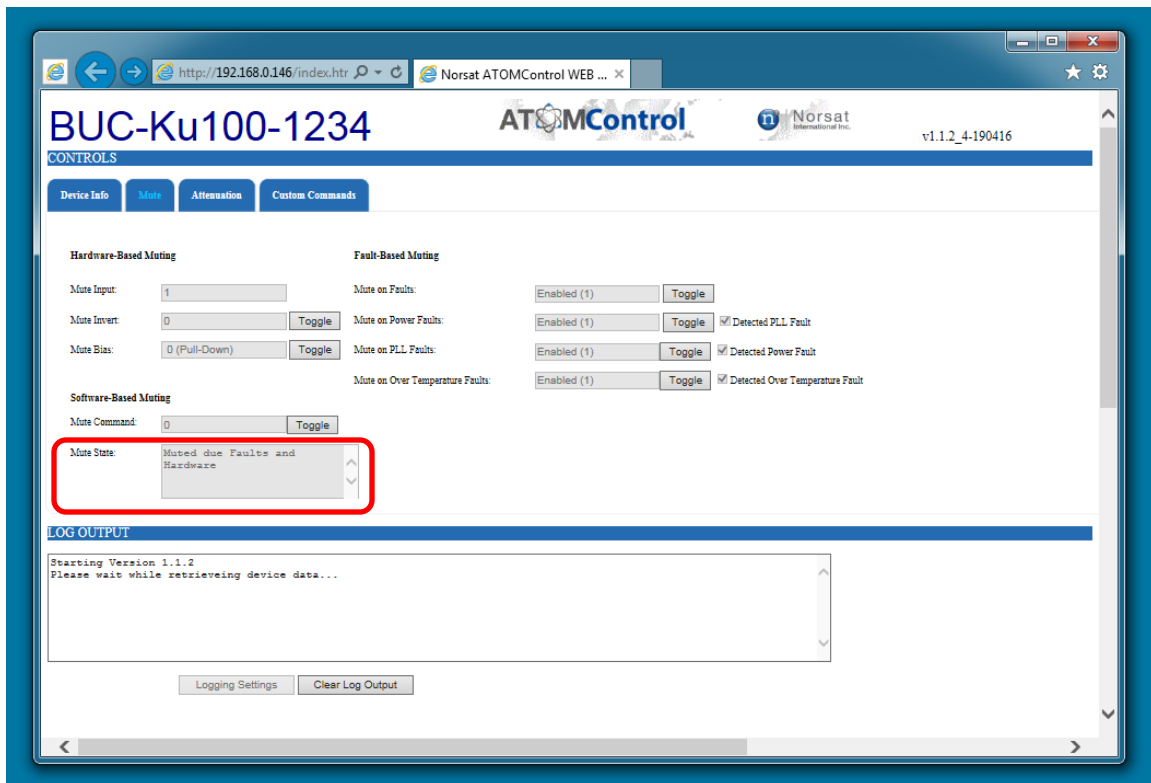 http://192.168.0.146/index.htr
Norsat ATOMControl WEB ...
BUC-Ku100-1234
ATOMControl
n Norsat
International Inc.
v1.1.2_4-190416
CONTROLS
Device Info Mute Attenuation Custom Commands
Hardware-Based Muting Fault-Based Muting
Mute Input: 1 Mute on Faults: Enabled (1) Toggle
Mute Invert: 0 Toggle Mute on Power Faults: Enabled (1) Toggle Detected PLL Fault
Mute Bias: 0 (Pull-Down) Toggle Mute on PLL Faults: Enabled (1) Toggle Detected Power Fault
Mute on Over Temperature Faults: Enabled (1) Toggle Detected Over Temperature Fault
Software-Based Muting
Mute Command: 0 Toggle
Mute State: Muted due Faults and
Hardware
LOG OUTPUT
Starting Version 1.1.2
Please wait while retrieveing device data...
Logging Settings Clear Log Output